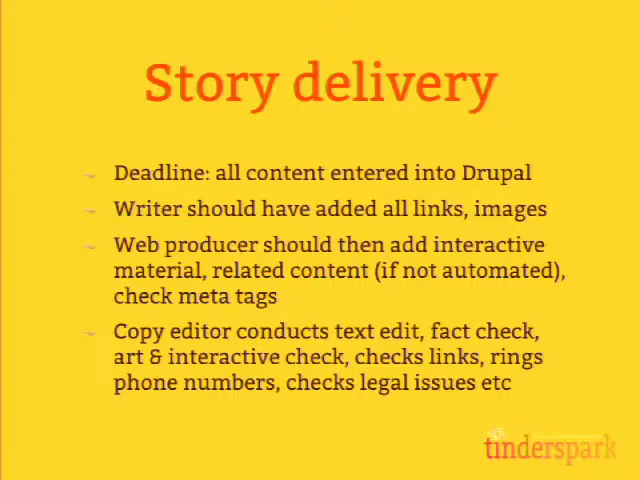 Story delivery
Deadline: all content entered into Drupal
Writer should have added all links, images
Web producer should then add interactive
material, related content (if not automated),
check meta tags
Copy editor conducts text edit, fact check,
art & interactive check, checks links, rings
phone numbers, checks legal issues etc
tinderspark